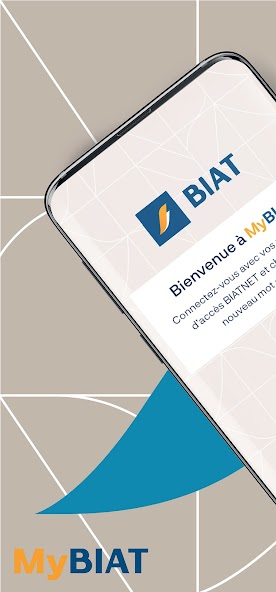 BIAT
Bienvenue à MyBI
Connectez-vous avec vos
d'accès BIATNET et ch
nouveau mot
MyBIAT